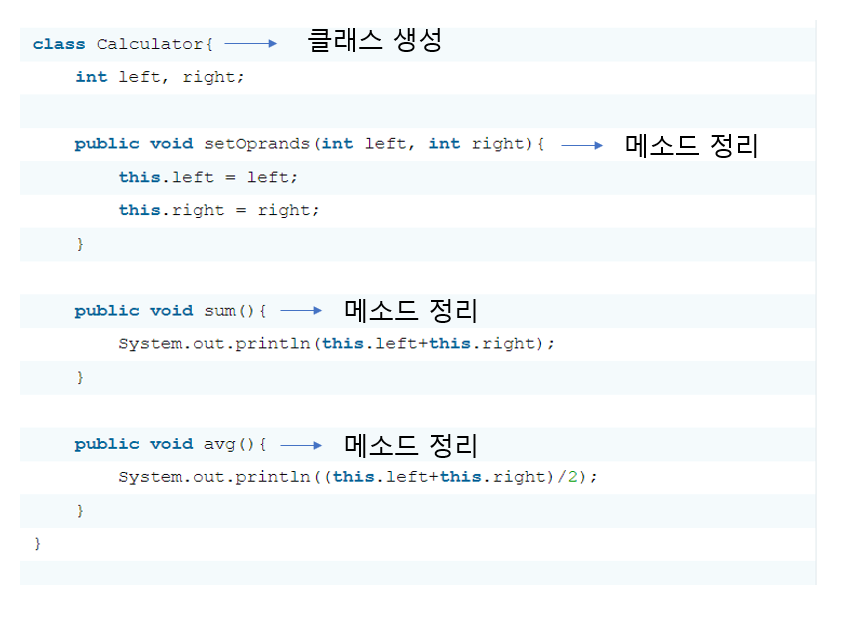 class Calculator{ 클래스 생성
int left, right;
public void setOprands(int left, int right){ 메소드 정리
this.left = left;
this.right = right;
}
public void sum(){ 메소드 정리
System.out.println(this.left+this.right);
}
public void avg(){ 메소드 정리
System.out.println((this.left+this.right)/2);
}
}